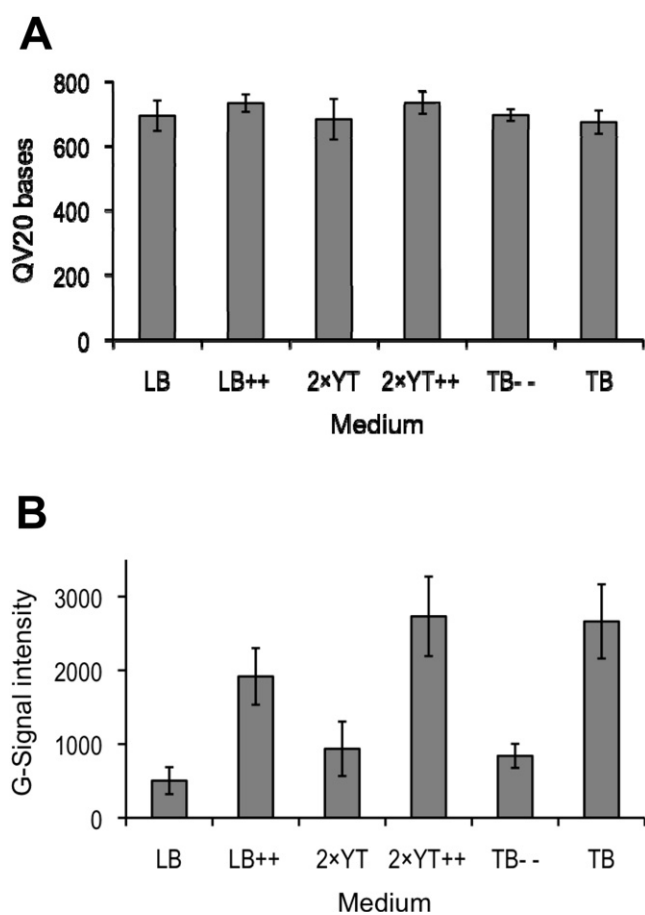 A
800
600
400
200
0
QV20 bases
LB LB++ 2×YT 2×YT++ TB- - TB
Medium
B
3000
2000
1000
0
G-Signal intensity
LB LB++ 2×YT 2×YT++ TB- - TB
Medium